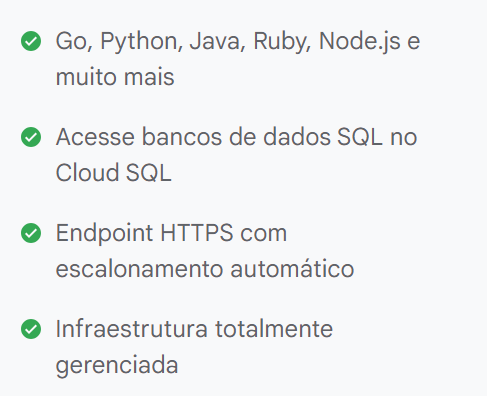 Go, Python, Java, Ruby, Node.js e
muito mais
Acesse bancos de dados SQL no
Cloud SQL
Endpoint HTTPS com
escalonamento automático
Infraestrutura totalmente
gerenciada